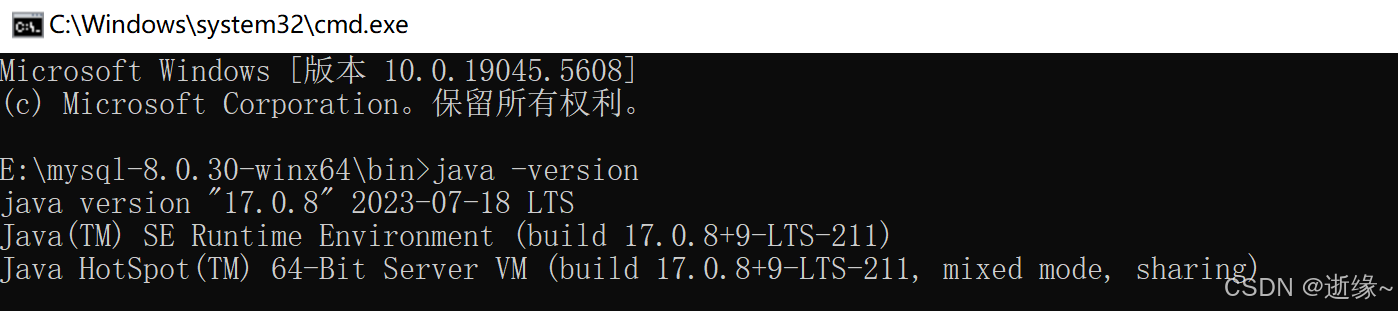 C:\Windows\system32\cmd.exe
Microsoft Windows [版本 10.0.19045.5608]
(c) Microsoft Corporation。保留所有权利。
E:\mysql-8.0.30-winx64\bin>java -version
java version "17.0.8" 2023-07-18 LTS
Java(TM) SE Runtime Environment (build 17.0.8+9-LTS-211)
Java HotSpot(TM) 64-Bit Server VM (build 17.0.8+9-LTS-211, mixed mode, sharing)
CSDN @逝缘~